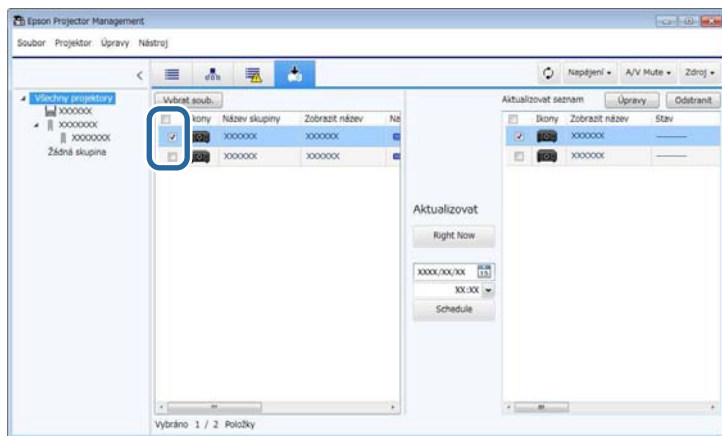 Epson Projector Management
Soubor Projektor Úpravy Nástroj
Napájení A/V Mute Zdroj
Všechny projektory
XXXXXX
XXXXXXX
XXXXXXX
Žádná skupina
Vybrat soub.
Ikony Název skupiny Zobrazit název Ná
XXXXXX XXXXXX
XXXXXX XXXXXX
Aktualizovat
Right Now
XXXX/XX/XX 15
XX:XX
Schedule
Aktualizovat seznam Úpravy Odstranit
Ikony Zobrazit název Stav
XXXXXX ———
XXXXXX ———
Vybráno 1 / 2 Položky